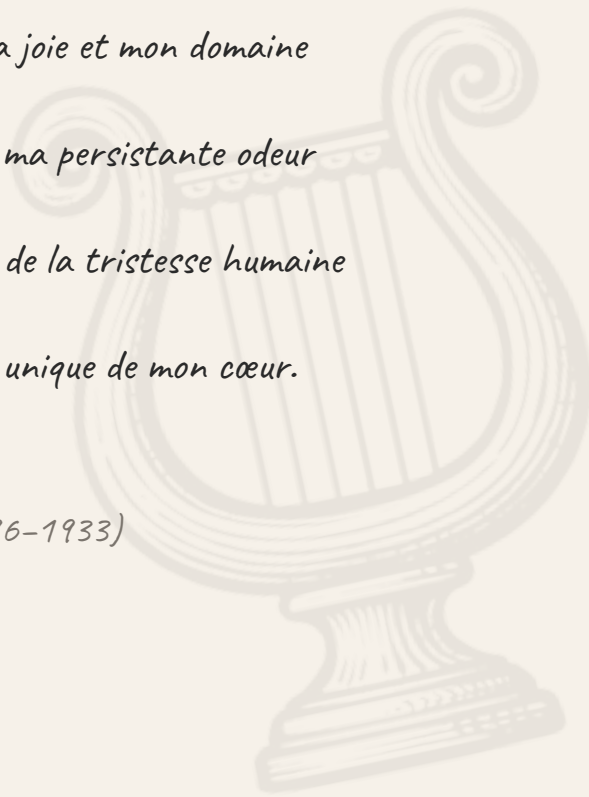 a joie et mon domaine
ma persistante odeur
de la tristesse humaine
unique de mon cœur.
6–1933)